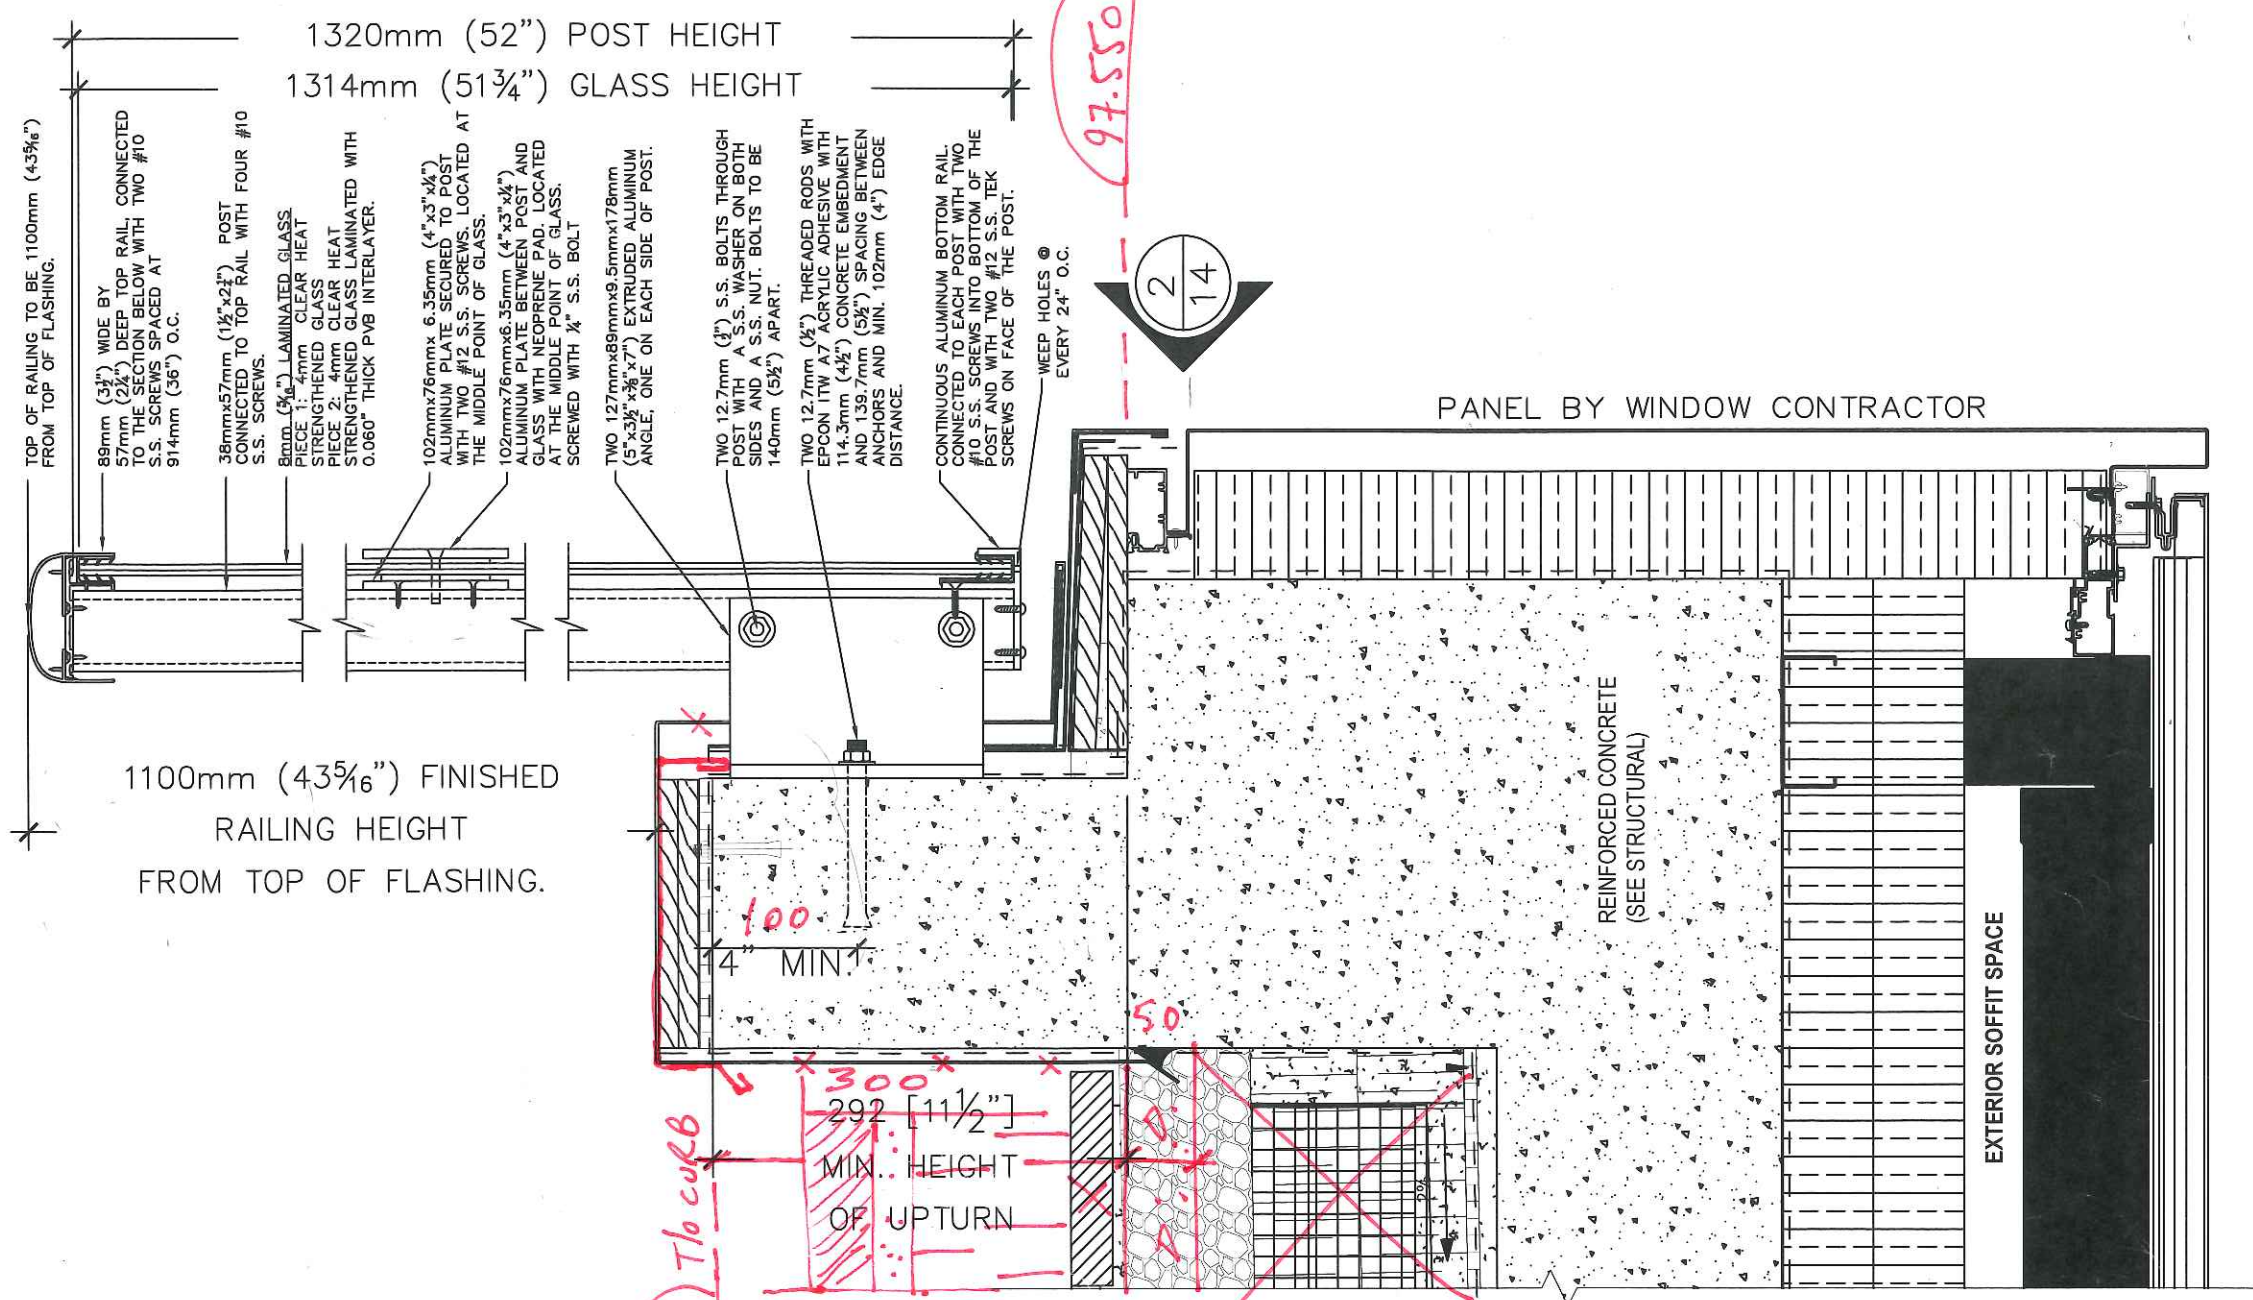 1320mm (52") POST HEIGHT
1314mm (51¾") GLASS HEIGHT
TOP OF RAILING TO BE 1100mm (43⁵⁄₁₆")
FROM TOP OF FLASHING.
89mm (3½") WIDE BY
57mm (2¼") DEEP TOP RAIL, CONNECTED
TO THE SECTION BELOW WITH TWO #10
S.S. SCREWS SPACED AT
914mm (36") O.C.
38mmx57mm (1½"x2¼") POST
CONNECTED TO TOP RAIL WITH FOUR #10
S.S. SCREWS.
8mm (⁵⁄₁₆") LAMINATED GLASS
PIECE 1: 4mm CLEAR HEAT
STRENGTHENED GLASS
PIECE 2: 4mm CLEAR HEAT
STRENGTHENED GLASS LAMINATED WITH
0.060" THICK PVB INTERLAYER.
102mmx76mmx 6.35mm (4"x3"x¼")
ALUMINUM PLATE SECURED TO POST
WITH TWO #12 S.S. SCREWS. LOCATED AT
THE MIDDLE POINT OF GLASS.
102mmx76mmx6.35mm (4"x3"x¼")
ALUMINUM PLATE BETWEEN POST AND
GLASS WITH NEOPRENE PAD. LOCATED
AT THE MIDDLE POINT OF GLASS.
SCREWED WITH ¼" S.S. BOLT
TWO 127mmx89mmx9.5mmx178mm
(5"x3½"x⅜"x7") EXTRUDED ALUMINUM
ANGLE, ONE ON EACH SIDE OF POST.
TWO 12.7mm (½") S.S. BOLTS THROUGH
POST WITH A S.S. WASHER ON BOTH
SIDES AND A S.S. NUT. BOLTS TO BE
140mm (5½") APART.
TWO 12.7mm (½") THREADED RODS WITH
EPCON ITW A7 ACRYLIC ADHESIVE WITH
114.3mm (4½") CONCRETE EMBEDMENT
AND 139.7mm (5½") SPACING BETWEEN
ANCHORS AND MIN. 102mm (4") EDGE
DISTANCE.
CONTINUOUS ALUMINUM BOTTOM RAIL.
CONNECTED TO EACH POST WITH TWO
#10 S.S. SCREWS INTO BOTTOM OF THE
POST AND WITH TWO #12 S.S. TEK
SCREWS ON FACE OF THE POST.
WEEP HOLES @
EVERY 24" O.C.
97.550
2
14
PANEL BY WINDOW CONTRACTOR
1100mm (43⁵⁄₁₆") FINISHED
RAILING HEIGHT
FROM TOP OF FLASHING.
100
4" MIN.
50
300
292 [11½"]
MIN. HEIGHT
OF UPTURN
T/o CURB
REINFORCED CONCRETE
(SEE STRUCTURAL)
EXTERIOR SOFFIT SPACE